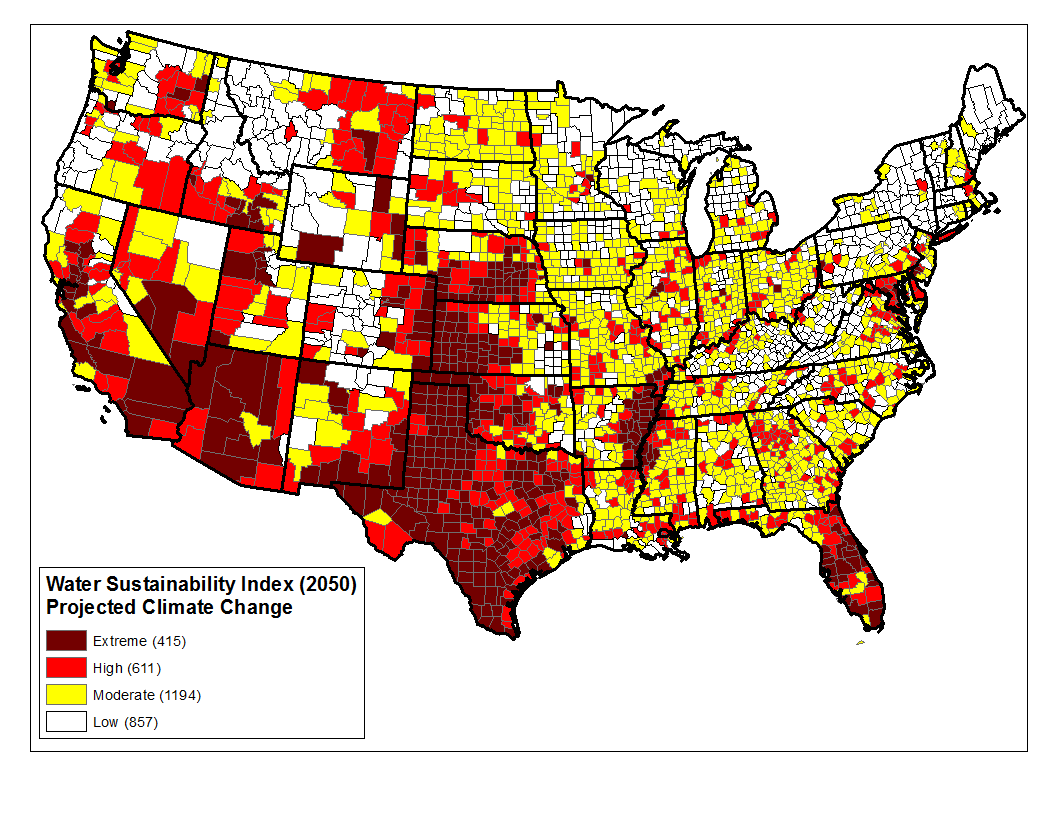 Water Sustainability Index (2050)
Projected Climate Change
Extreme (415)
High (611)
Moderate (1194)
Low (857)